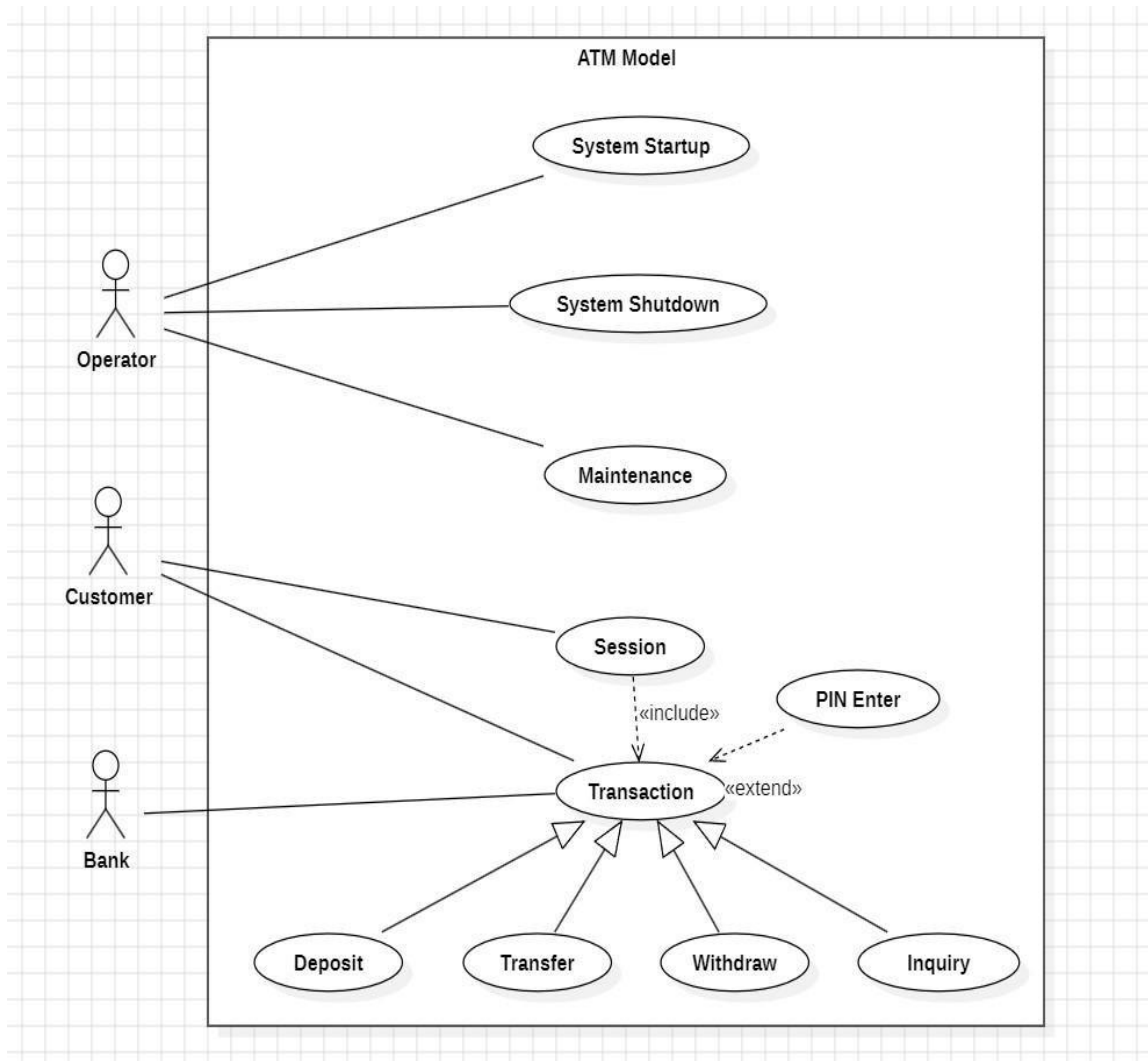 ATM Model
System Startup
System Shutdown
Operator
Maintenance
Customer
Session
PIN Enter
«include»
Transaction
«extend»
Bank
Deposit
Transfer
Withdraw
Inquiry